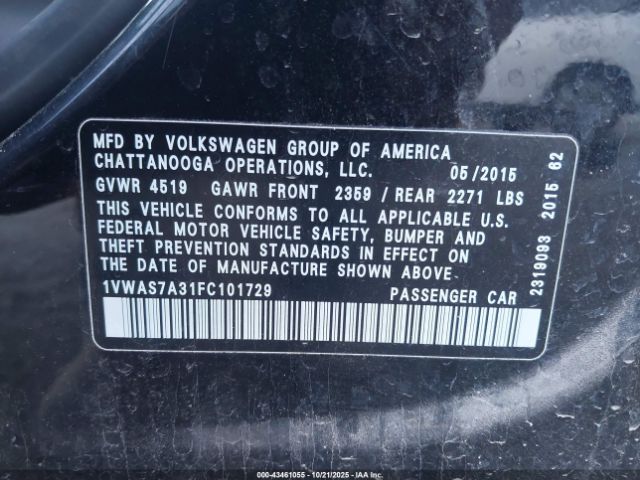 MFD BY VOLKSWAGEN GROUP OF AMERICA
CHATTANOOGA OPERATIONS, LLC. 05/2015
GVWR 4519 GAWR FRONT 2359 / REAR 2271 LBS
THIS VEHICLE CONFORMS TO ALL APPLICABLE U.S.
FEDERAL MOTOR VEHICLE SAFETY, BUMPER AND
THEFT PREVENTION STANDARDS IN EFFECT ON
THE DATE OF MANUFACTURE SHOWN ABOVE
1VWAS7A31FC101729 PASSENGER CAR
2319093 2015 62
000-43461055 - 10/21/2025 - IAA Inc.